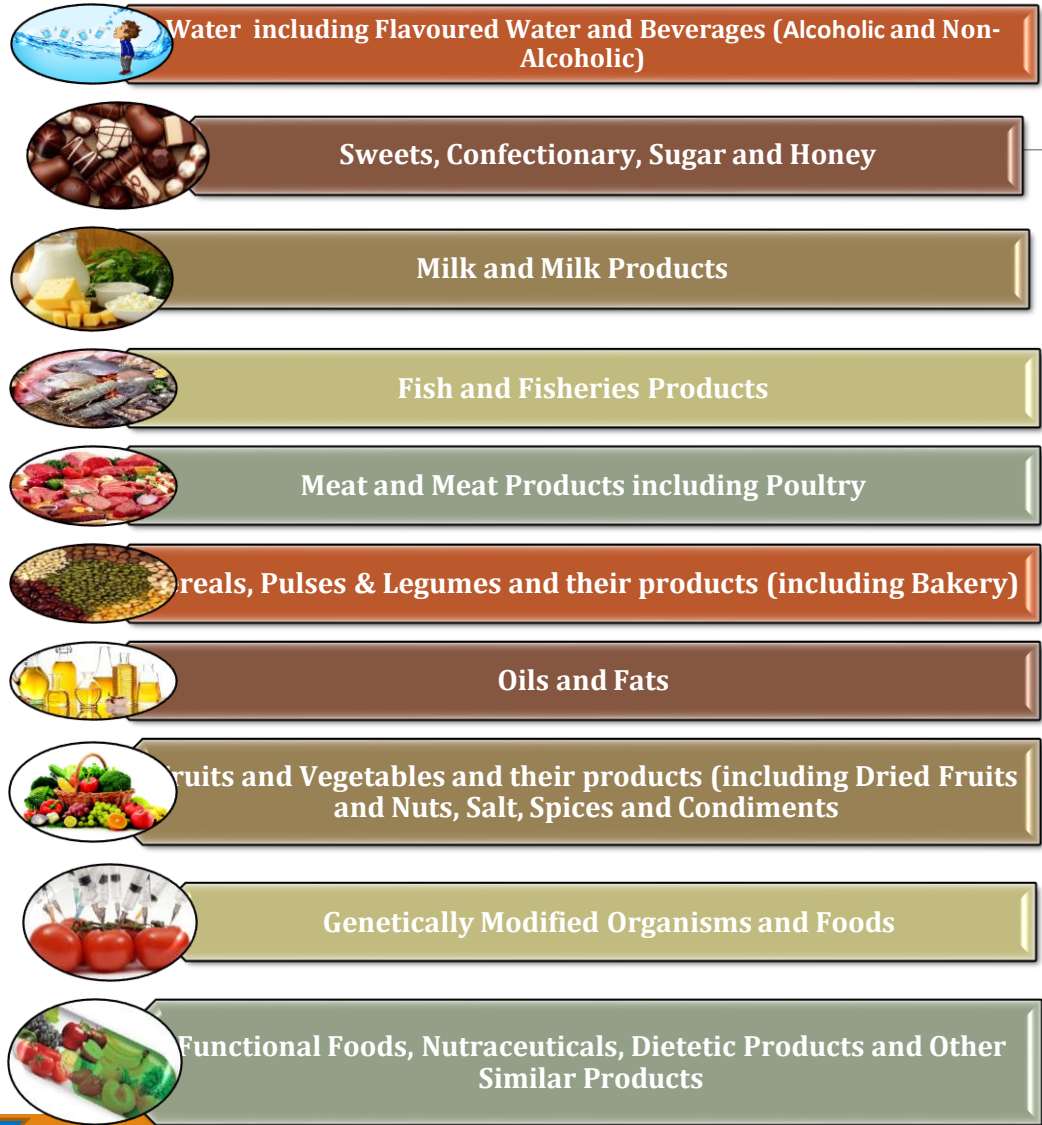 Water including Flavoured Water and Beverages (Alcoholic and Non-
Alcoholic)
Sweets, Confectionary, Sugar and Honey
Milk and Milk Products
Fish and Fisheries Products
Meat and Meat Products including Poultry
reals, Pulses & Legumes and their products (including Bakery)
Oils and Fats
ruits and Vegetables and their products (including Dried Fruits
and Nuts, Salt, Spices and Condiments
Genetically Modified Organisms and Foods
Functional Foods, Nutraceuticals, Dietetic Products and Other
Similar Products